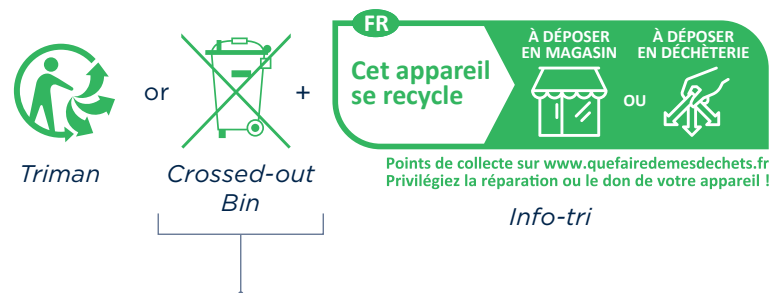 FR
Cet appareil
se recycle
À DÉPOSER
EN MAGASIN
OU
À DÉPOSER
EN DÉCHÈTERIE
or
+
Points de collecte sur www.quefairedemesdechets.fr
Privilégiez la réparation ou le don de votre appareil !
Triman
Crossed-out
Bin
Info-tri